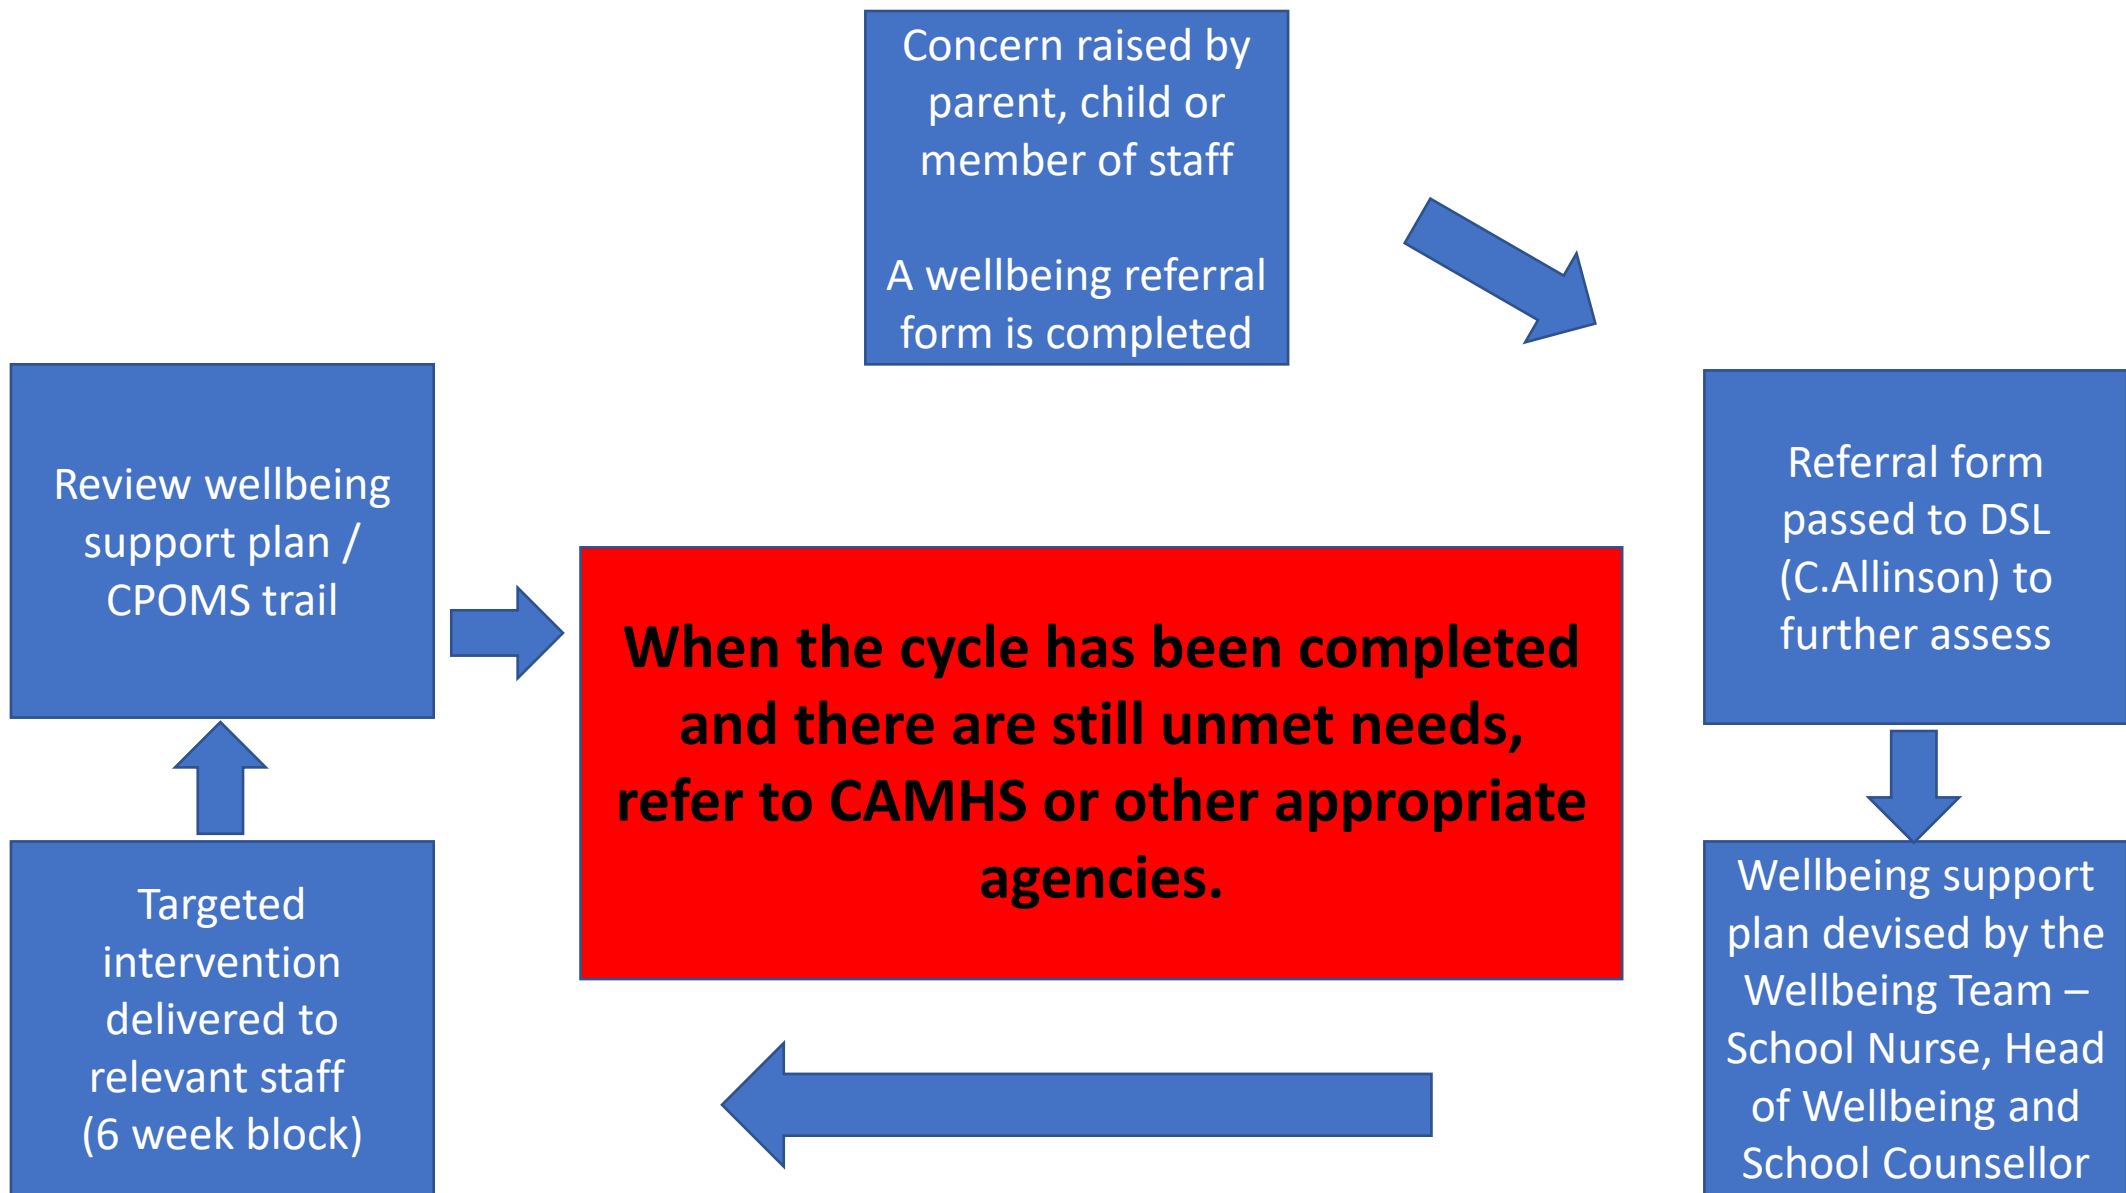 Concern raised by
parent, child or
member of staff
A wellbeing referral
form is completed
Referral form
passed to DSL
(C.Allinson) to
further assess
Wellbeing support
plan devised by the
Wellbeing Team –
School Nurse, Head
of Wellbeing and
School Counsellor
Targeted
intervention
delivered to
relevant staff
(6 week block)
Review wellbeing
support plan /
CPOMS trail
When the cycle has been completed
and there are still unmet needs,
refer to CAMHS or other appropriate
agencies.